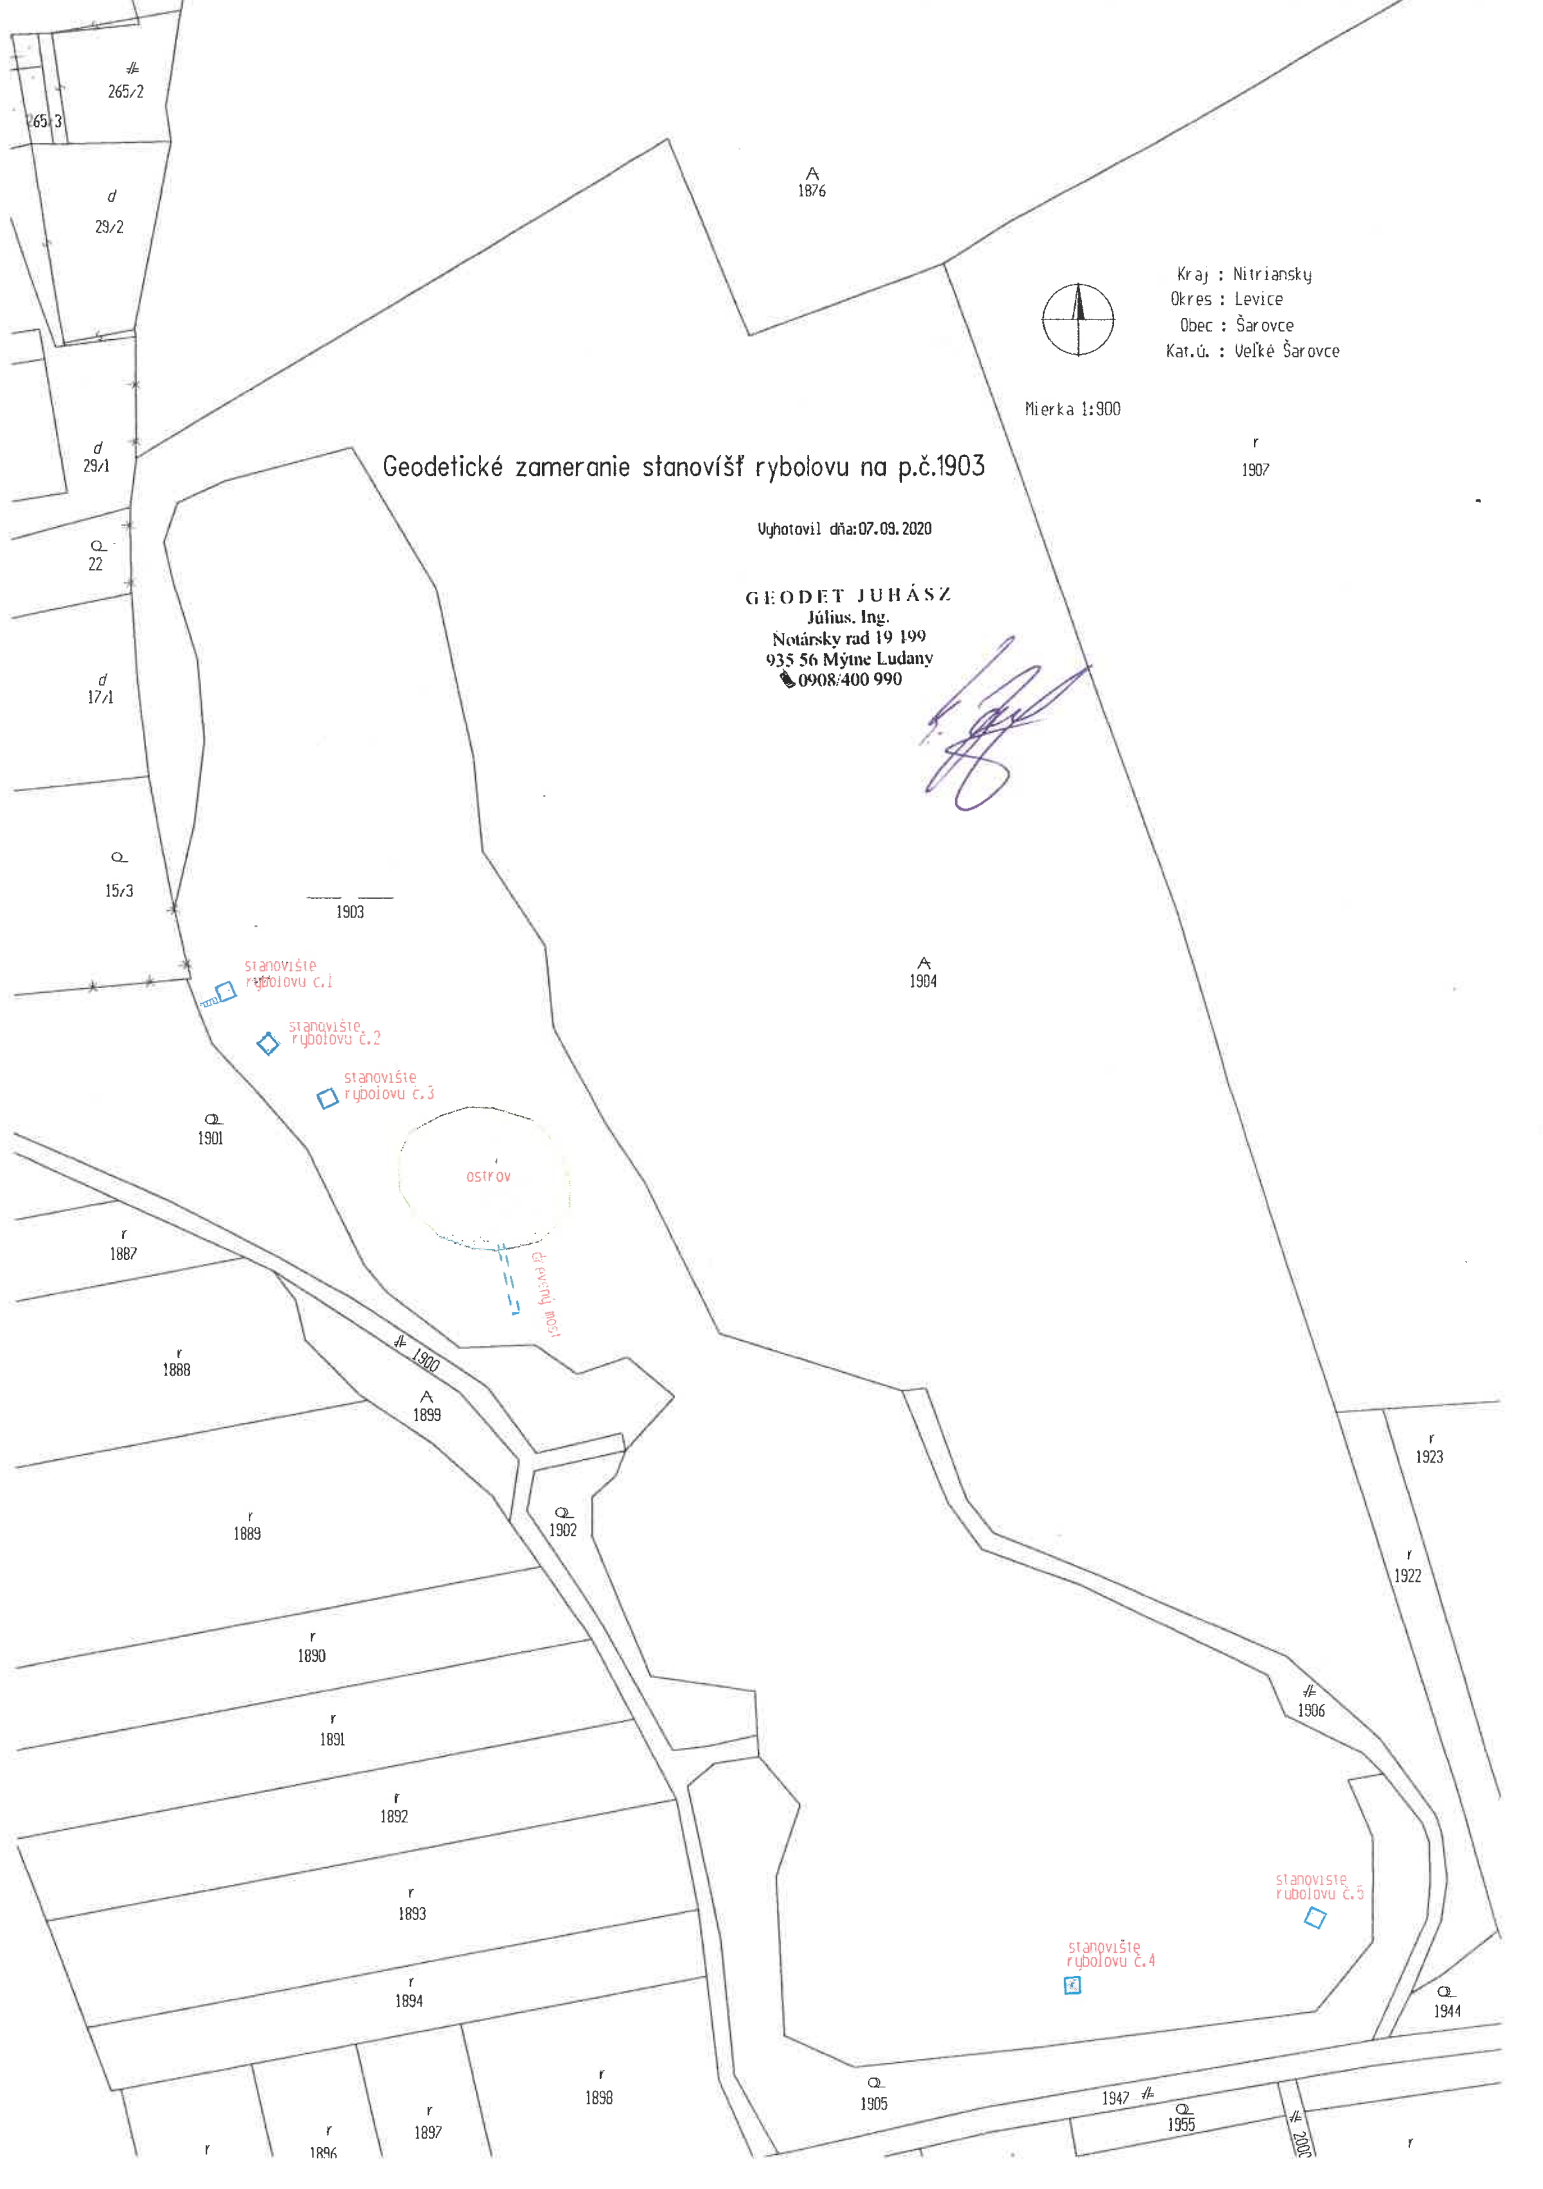 265/2
265/3
d
29/2
A
1876
Kraj : Nitriansky
Okres : Levice
Obec : Šarovce
Kat.ú. : Veľké Šarovce
Mierka 1:900
r
1907
d
29/1
Geodetické zameranie stanovíšť rybolovu na p.č.1903
Vyhotovil dňa:07.09.2020
22
GEODET JUHÁSZ
Július, Ing.
Notársky rad 19 199
935 56 Mýtne Ludany
0908/400 990
d
17/1
15/3
1903
A
1904
stanovište
rybolovu č.1
stanovište
rybolovu č.2
stanovište
rybolovu č.3
1901
ostrov
drevený most
r
1887
r
1888
1900
A
1899
r
1889
1902
r
1923
r
1922
r
1890
r
1891
1906
r
1892
r
1893
stanovište
rybolovu č.5
stanovište
rybolovu č.4
r
1894
1944
r
1898
1905
1947
1955
2000
r
r
1896
r
1897
r